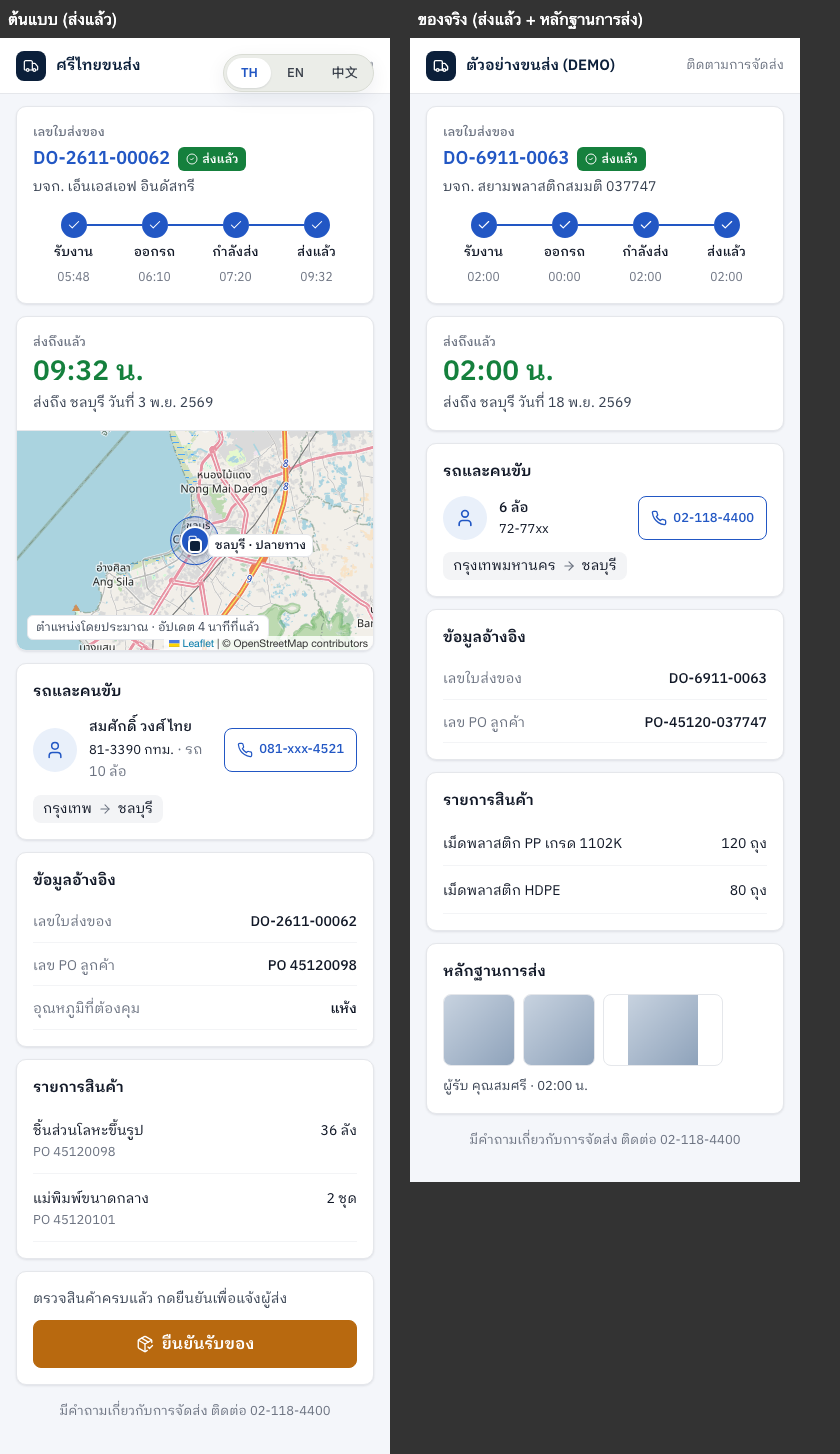 ต้นแบบ (ส่งแล้ว)
ศรีไทยขนส่ง
TH EN 中文
เลขใบส่งของ
DO-2611-00062 ส่งแล้ว
บจก. เอ็นเอสเอฟ อินดัสทรี
รับงาน ออกรถ กำลังส่ง ส่งแล้ว
05:48 06:10 07:20 09:32
ส่งถึงแล้ว
09:32 น.
ส่งถึง ชลบุรี วันที่ 3 พ.ย. 2569
หนองไม้แดง
Nong Mai Daeng
8
8
ชลบุรี · ปลายทาง
อ่างศิลา
Ang Sila
9
ตำแหน่งโดยประมาณ · อัปเดต 4 นาทีที่แล้ว
Leaflet | © OpenStreetMap contributors
รถและคนขับ
สมศักดิ์ วงศ์ไทย
81-3390 กทม. · รถ
10 ล้อ
081-xxx-4521
กรุงเทพ → ชลบุรี
ข้อมูลอ้างอิง
เลขใบส่งของ DO-2611-00062
เลข PO ลูกค้า PO 45120098
อุณหภูมิที่ต้องคุม แห้ง
รายการสินค้า
ชิ้นส่วนโลหะขึ้นรูป 36 ลัง
PO 45120098
แม่พิมพ์ขนาดกลาง 2 ชุด
PO 45120101
ตรวจสินค้าครบแล้ว กดยืนยันเพื่อแจ้งผู้ส่ง
ยืนยันรับของ
มีคำถามเกี่ยวกับการจัดส่ง ติดต่อ 02-118-4400
ของจริง (ส่งแล้ว + หลักฐานการส่ง)
ตัวอย่างขนส่ง (DEMO) ติดตามการจัดส่ง
เลขใบส่งของ
DO-6911-0063 ส่งแล้ว
บจก. สยามพลาสติกสมมติ 037747
รับงาน ออกรถ กำลังส่ง ส่งแล้ว
02:00 00:00 02:00 02:00
ส่งถึงแล้ว
02:00 น.
ส่งถึง ชลบุรี วันที่ 18 พ.ย. 2569
รถและคนขับ
6 ล้อ
72-77xx
02-118-4400
กรุงเทพมหานคร → ชลบุรี
ข้อมูลอ้างอิง
เลขใบส่งของ DO-6911-0063
เลข PO ลูกค้า PO-45120-037747
รายการสินค้า
เม็ดพลาสติก PP เกรด 1102K 120 ถุง
เม็ดพลาสติก HDPE 80 ถุง
หลักฐานการส่ง
ผู้รับ คุณสมศรี · 02:00 น.
มีคำถามเกี่ยวกับการจัดส่ง ติดต่อ 02-118-4400